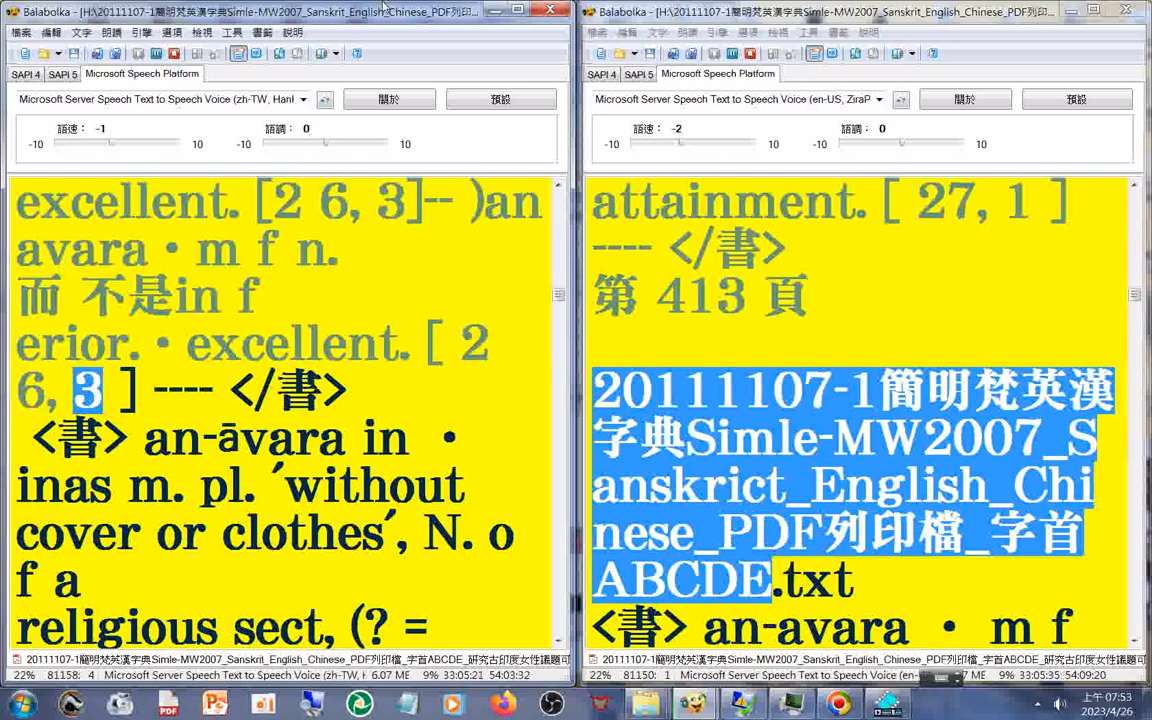 Balabolka - [H:\20111107-1簡明梵英漢字典Simle-MW2007_Sanskrit_English_Chinese_PDF列印...
檔案 編輯 文字 朗讀 引擎 選項 檢視 工具 書籤 說明
SAPI 4 SAPI 5 Microsoft Speech Platform
Microsoft Server Speech Text to Speech Voice (zh-TW, Hanl
關於 預設
語速: -1 語調: 0
-10 10 -10 10
excellent. [2 6, 3]-- )an
avara • m f n.
而 不是in f
erior. • excellent. [ 2
6, 3 ] ---- </書>
<書> an-āvara in •
inas m. pl. ´without
cover or clothes´, N. o
f a
religious sect, (? =
20111107-1簡明梵英漢字典Simle-MW2007_Sanskrit_English_Chinese_PDF列印檔_字首ABCDE_研究古印度女性議題可
22% 81158: 4 Microsoft Server Speech Text to Speech Voice (zh-TW, H 6.07 ME 9% 33:05:21 54:03:32
Balabolka - [H:\20111107-1簡明梵英漢字典Simle-MW2007_Sanskrit_English_Chinese_PDF列印...
檔案 編輯 文字 朗讀 引擎 選項 檢視 工具 書籤 說明
SAPI 4 SAPI 5 Microsoft Speech Platform
Microsoft Server Speech Text to Speech Voice (en-US, ZiraP
關於 預設
語速: -2 語調: 0
-10 10 -10 10
attainment. [ 27, 1 ]
---- </書>
第 413 頁
20111107-1簡明梵英漢
字典Simle-MW2007_S
anskrict_English_Chi
nese_PDF列印檔_字首
ABCDE.txt
<書> an-avara • m f
20111107-1簡明梵英漢字典Simle-MW2007_Sanskrit_English_Chinese_PDF列印檔_字首ABCDE_研究古印度女性議題可
22% 81150: 1 Microsoft Server Speech Text to Speech Voice (en-US, Z 6.07 ME 9% 33:05:35 54:09:20
上午 07:53
2023/4/26